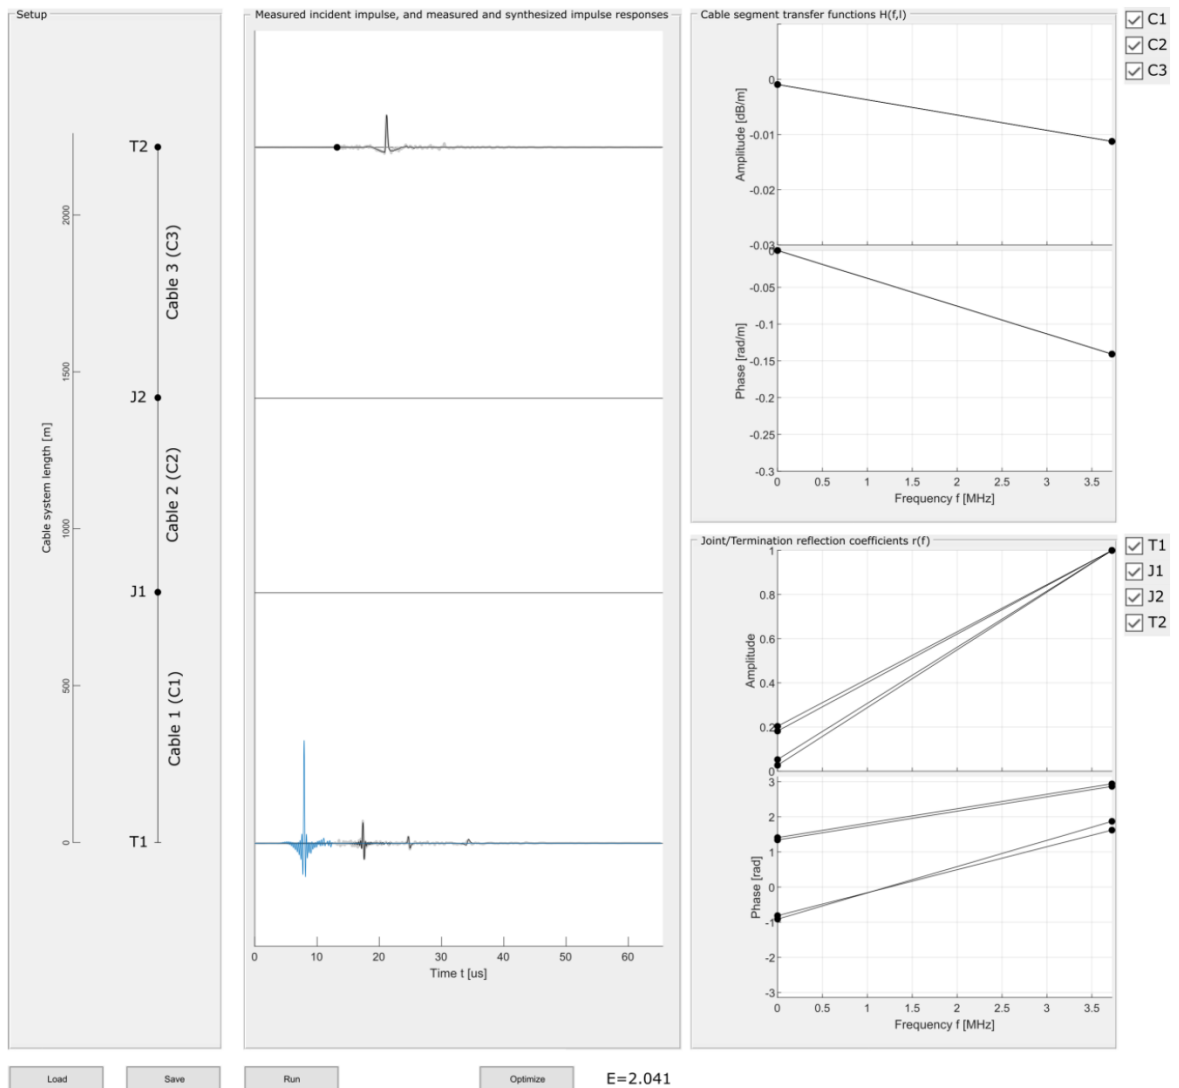 Setup
Cable system length [m]
2000
1500
1000
500
0
T2
Cable 3 (C3)
J2
Cable 2 (C2)
J1
Cable 1 (C1)
T1
Measured incident impulse, and measured and synthesized impulse responses
0 10 20 30 40 50 60
Time t [us]
Cable segment transfer functions H(f,l)
Amplitude [dB/m]
0
-0.01
-0.02
-0.03
Phase [rad/m]
0
-0.05
-0.1
-0.15
-0.2
-0.25
-0.3
0 0.5 1 1.5 2 2.5 3 3.5
Frequency f [MHz]
C1
C2
C3
Joint/Termination reflection coefficients r(f)
Amplitude
1
0.8
0.6
0.4
0.2
0
Phase [rad]
3
2
1
0
-1
-2
-3
0 0.5 1 1.5 2 2.5 3 3.5
Frequency f [MHz]
T1
J1
J2
T2
Load Save Run Optimize E=2.041